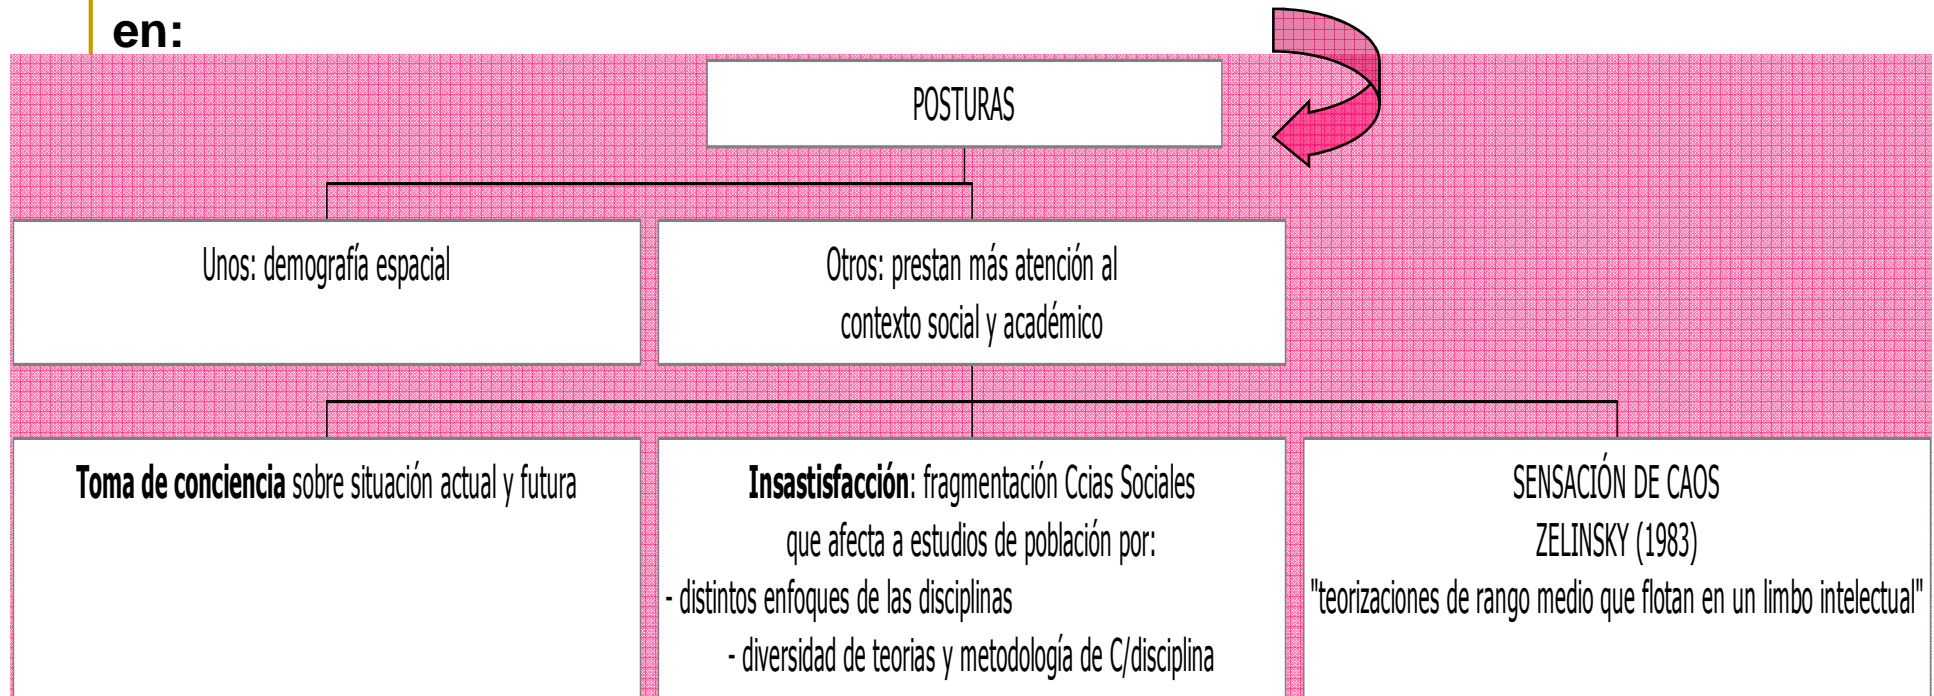 en:
POSTURAS
Unos: demografía espacial
Otros: prestan más atención al
contexto social y académico
Toma de conciencia sobre situación actual y futura
Insastisfacción: fragmentación Ccias Sociales
que afecta a estudios de población por:
- distintos enfoques de las disciplinas
- diversidad de teorias y metodología de C/disciplina
SENSACIÓN DE CAOS
ZELINSKY (1983)
"teorizaciones de rango medio que flotan en un limbo intelectual"